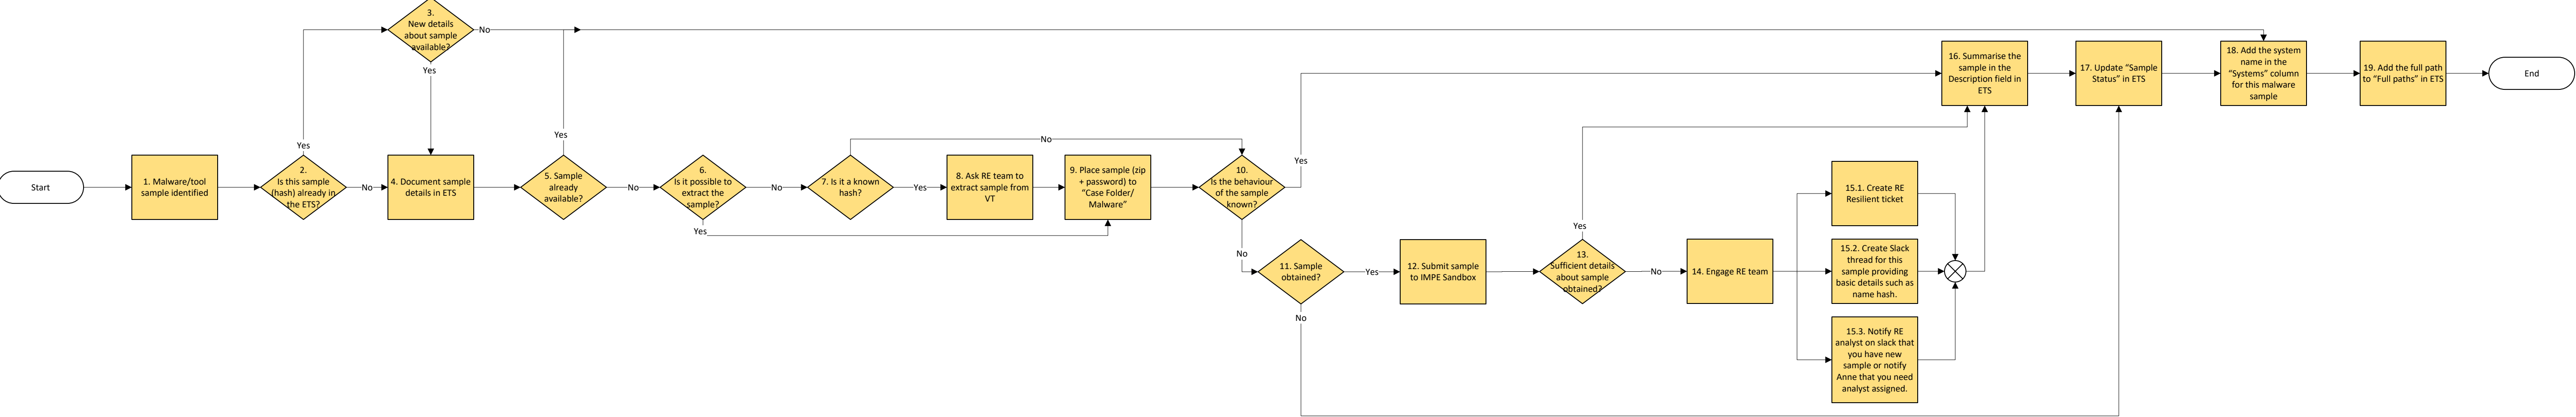 3.
New details
about sample
available?
No
Yes
Start
1. Malware/tool
sample identified
2.
Is this sample
(hash) already in
the ETS?
Yes
No
4. Document sample
details in ETS
5. Sample
already
available?
Yes
No
6.
Is it possible to
extract the
sample?
No
Yes
7. Is it a known
hash?
No
Yes
8. Ask RE team to
extract sample from
VT
9. Place sample (zip
+ password) to
“Case Folder/
Malware”
10.
Is the behaviour
of the sample
known?
Yes
No
11. Sample
obtained?
Yes
No
12. Submit sample
to IMPE Sandbox
13.
Sufficient details
about sample
obtained?
Yes
No
14. Engage RE team
15.1. Create RE
Resilient ticket
15.2. Create Slack
thread for this
sample providing
basic details such as
name hash.
15.3. Notify RE
analyst on slack that
you have new
sample or notify
Anne that you need
analyst assigned.
16. Summarise the
sample in the
Description field in
ETS
17. Update “Sample
Status” in ETS
18. Add the system
name in the
“Systems” column
for this malware
sample
19. Add the full path
to “Full paths” in ETS
End